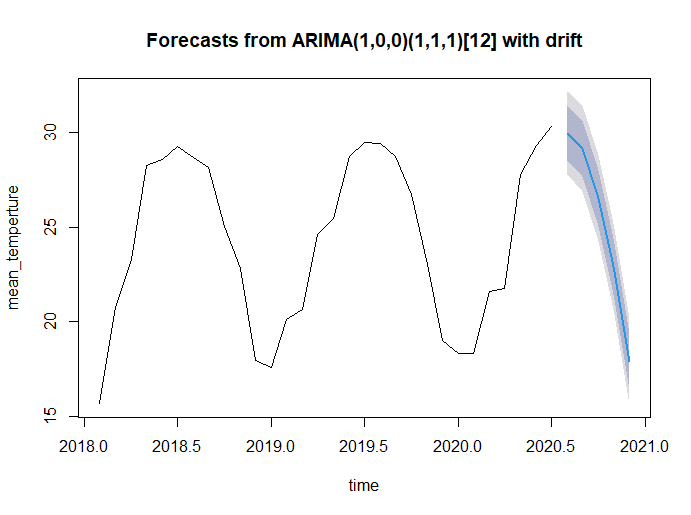 Forecasts from ARIMA(1,0,0)(1,1,1)[12] with drift
mean_temperture
30
25
20
15
2018.0 2018.5 2019.0 2019.5 2020.0 2020.5 2021.0
time